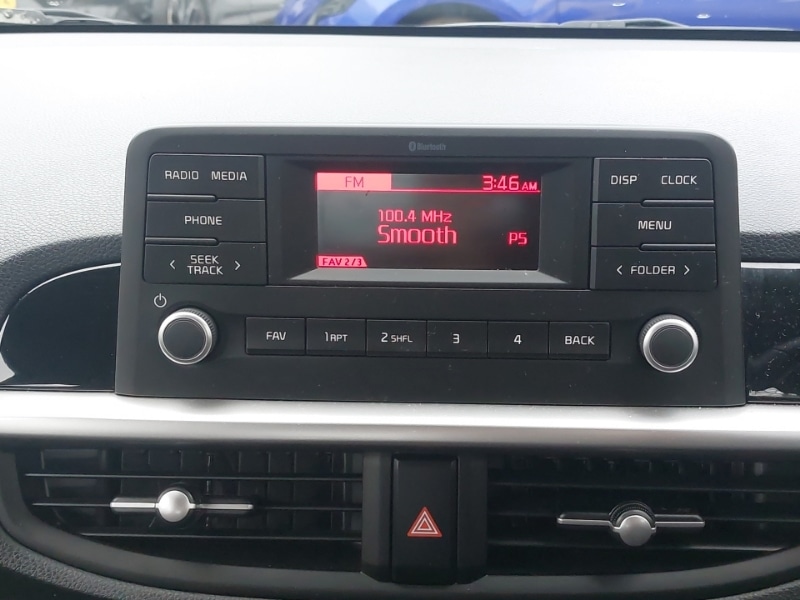 Bluetooth
RADIO MEDIA
PHONE
< SEEK TRACK >
FM 3:46 AM
100.4 MHz
Smooth P5
FAV 2/3
DISP CLOCK
MENU
< FOLDER >
FAV 1 RPT 2 SHFL 3 4 BACK